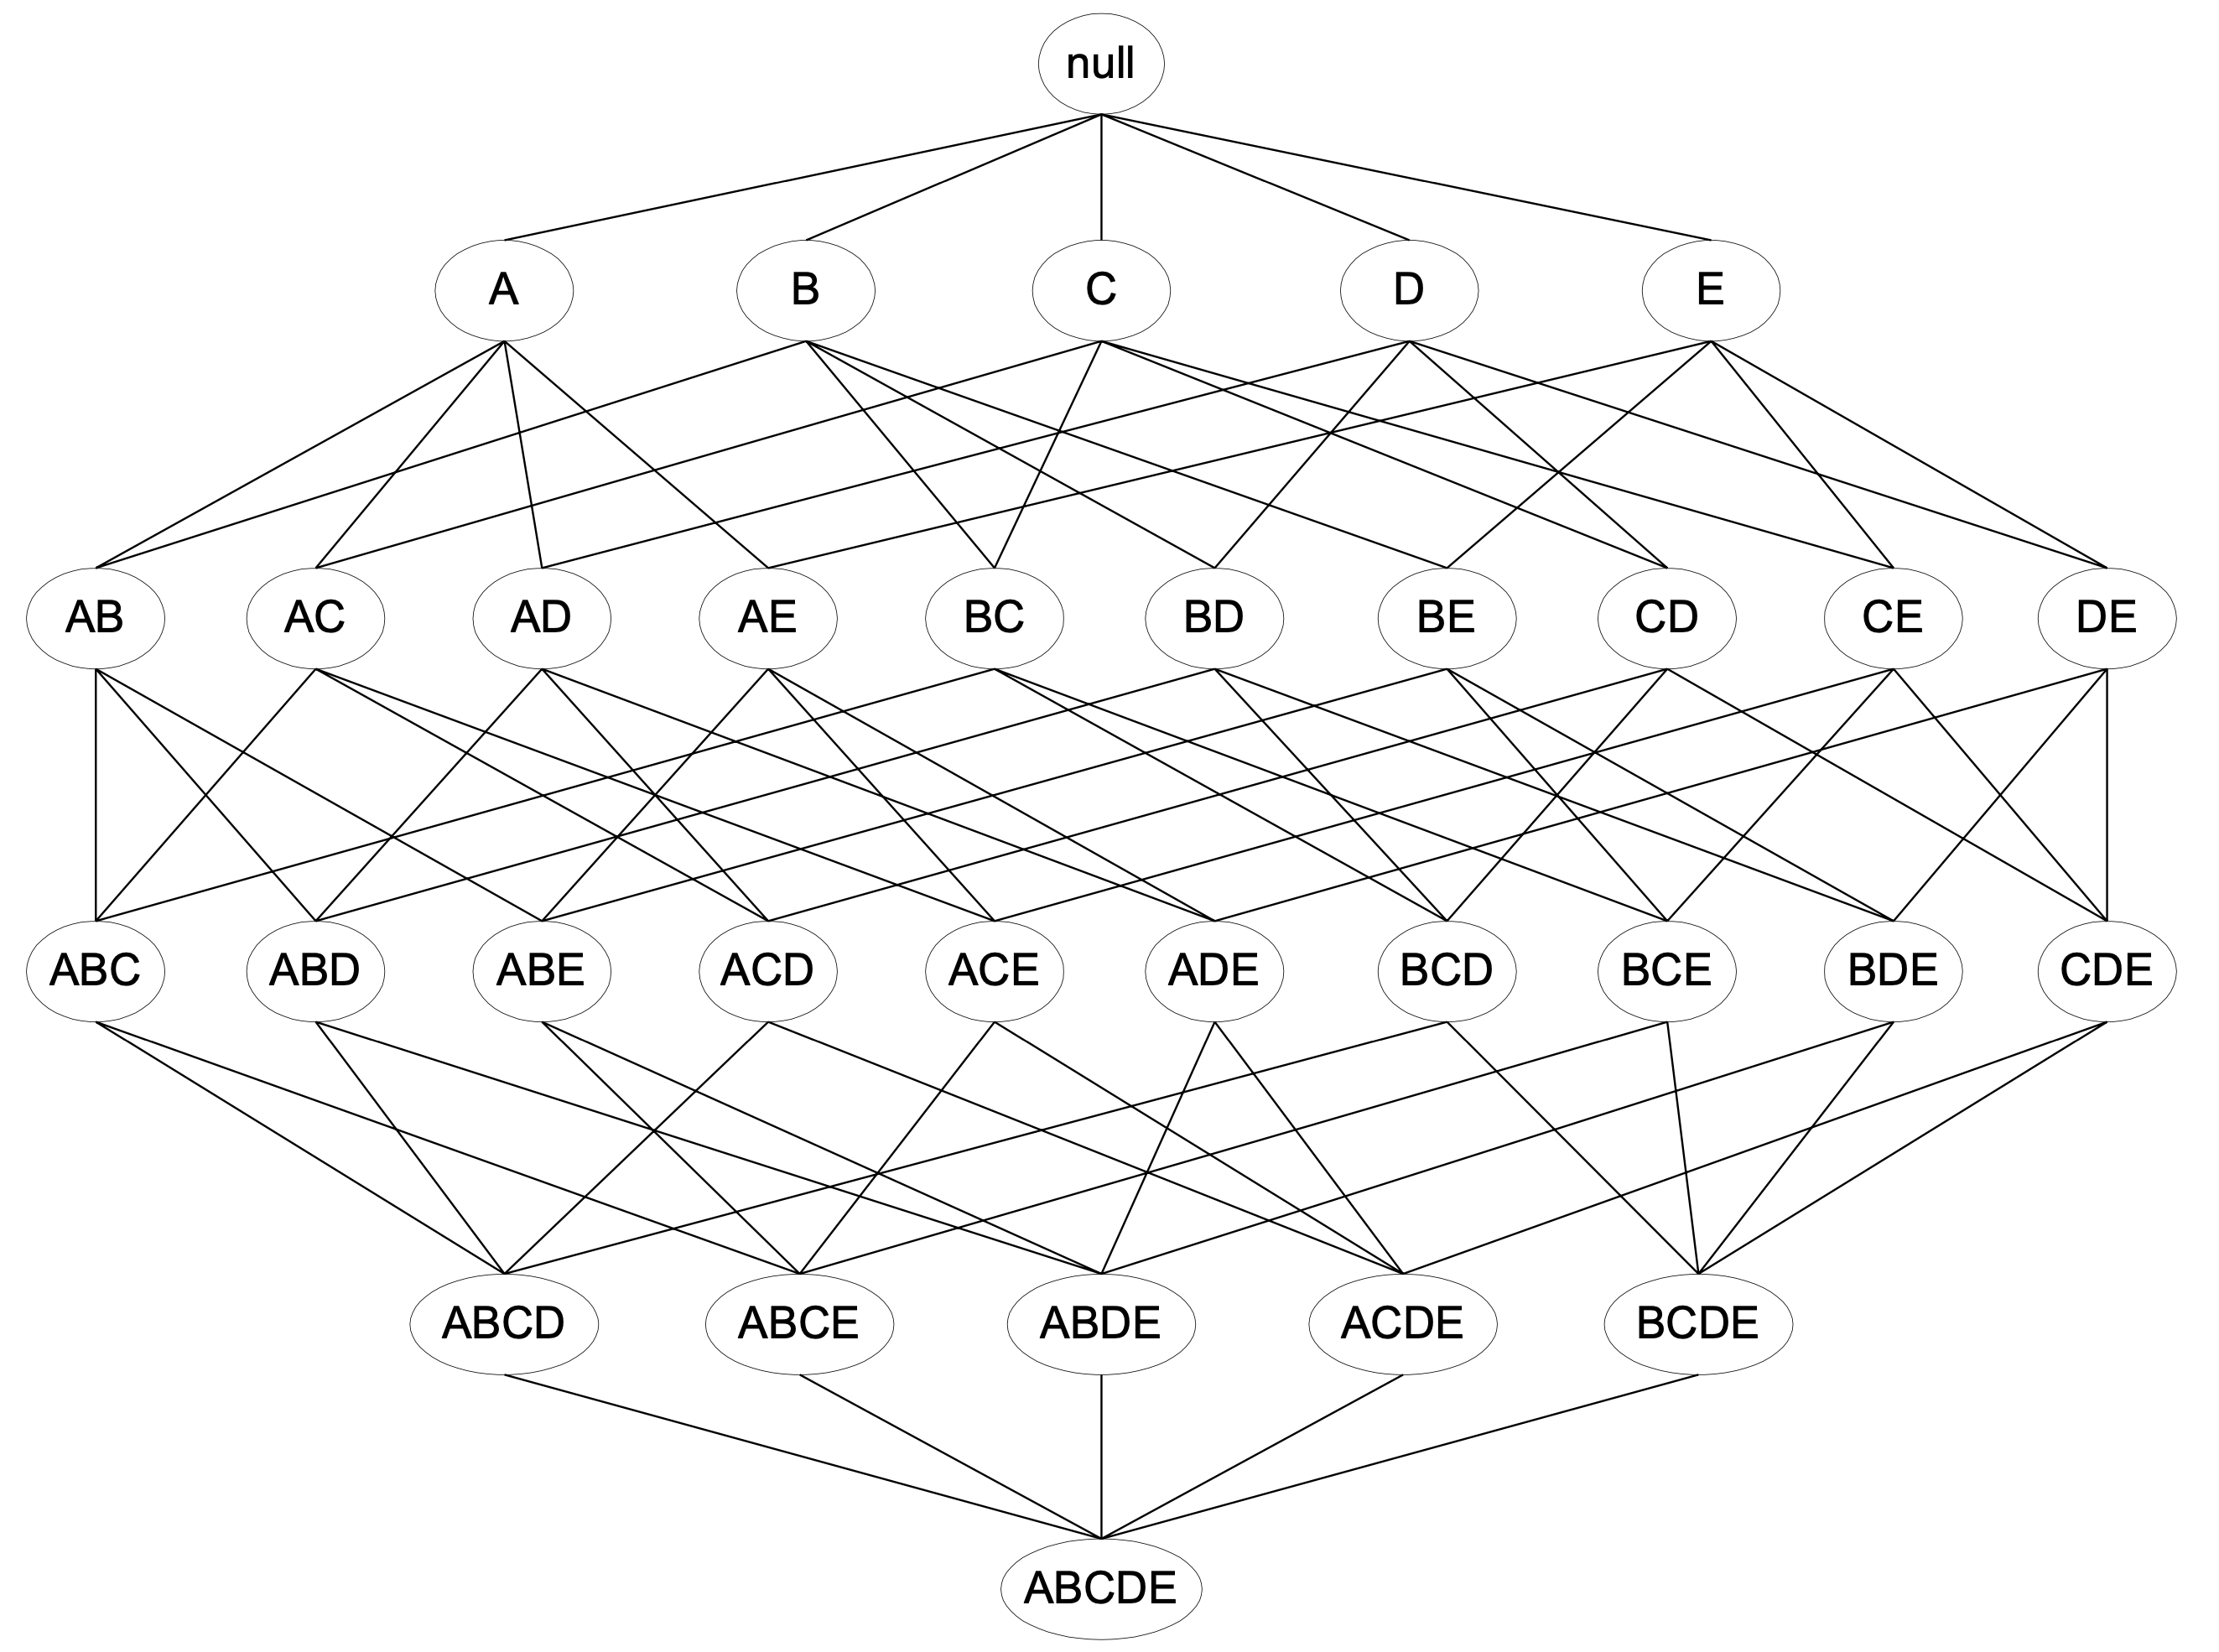 null
A B C D E
AB AC AD AE BC BD BE CD CE DE
ABC ABD ABE ACD ACE ADE BCD BCE BDE CDE
ABCD ABCE ABDE ACDE BCDE
ABCDE